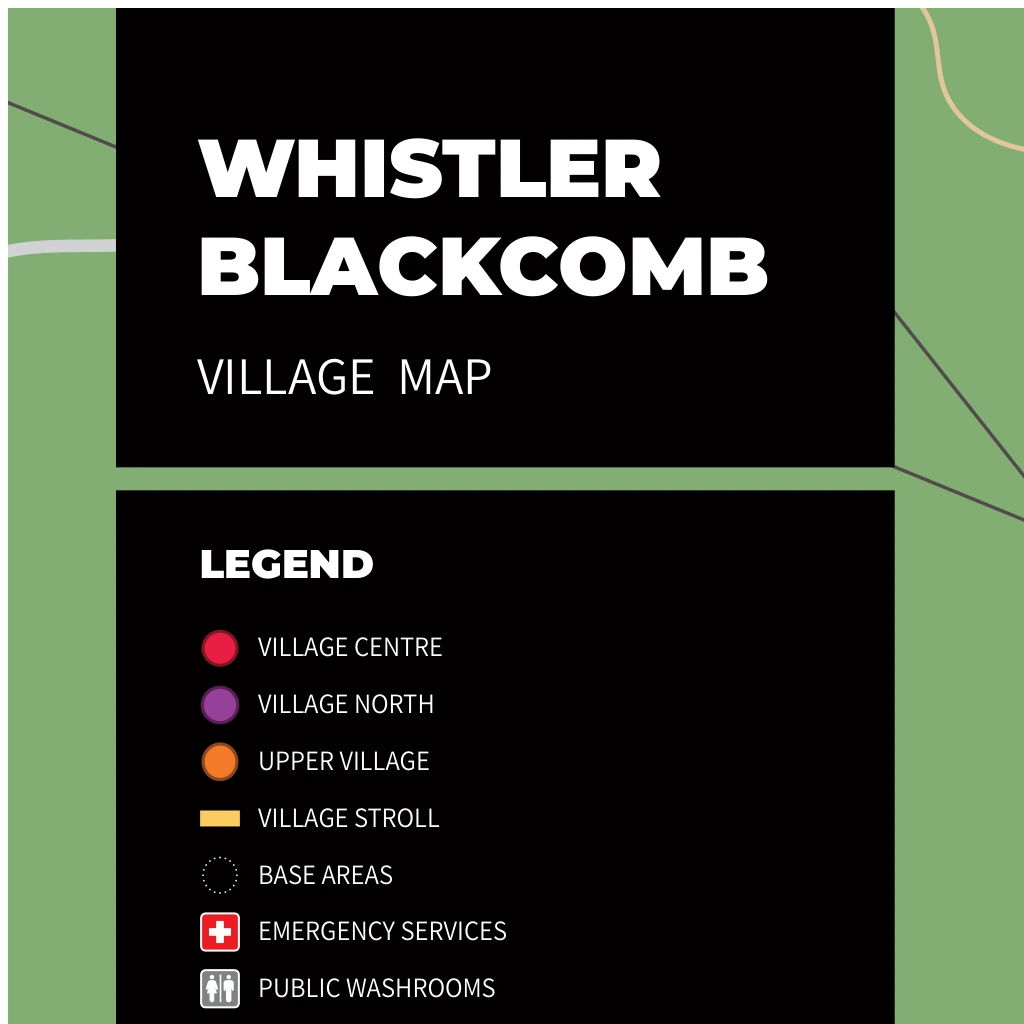 WHISTLER
BLACKCOMB
VILLAGE MAP
LEGEND
VILLAGE CENTRE
VILLAGE NORTH
UPPER VILLAGE
VILLAGE STROLL
BASE AREAS
EMERGENCY SERVICES
PUBLIC WASHROOMS